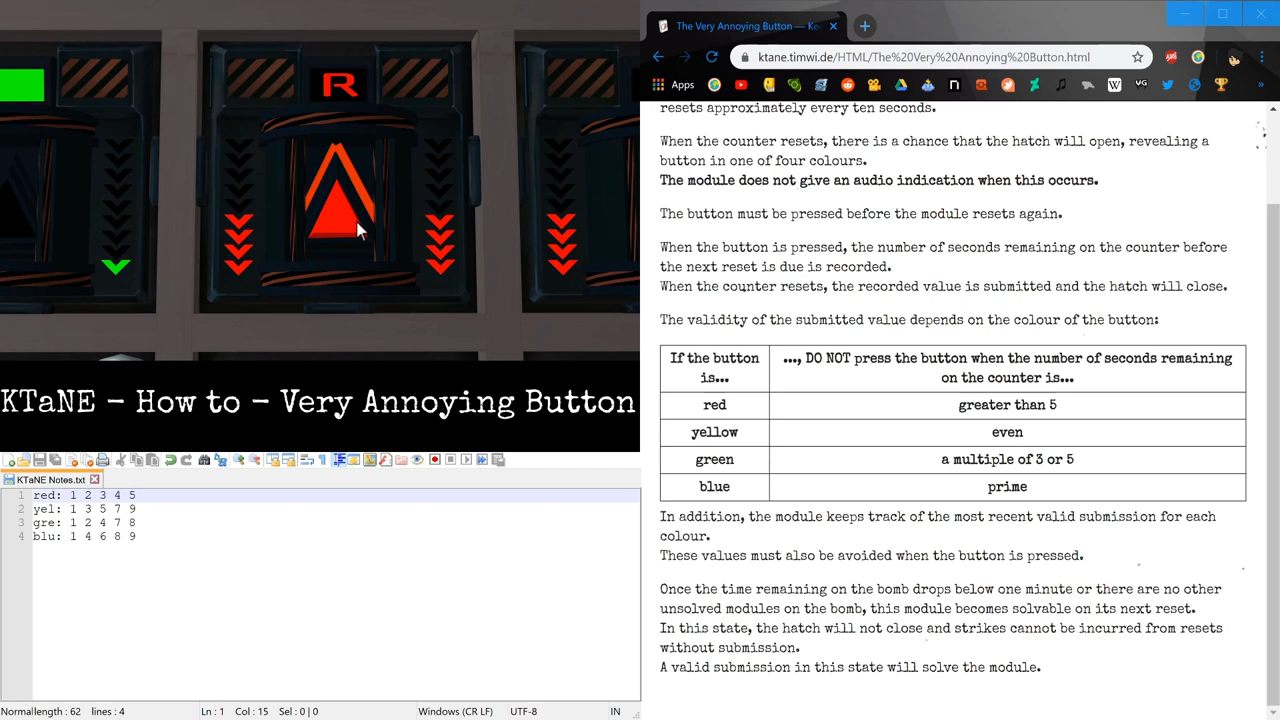 R
KTaNE – How to – Very Annoying Button
KTaNE Notes.txt
1 red: 1 2 3 4 5
2 yel: 1 3 5 7 9
3 gre: 1 2 4 7 8
4 blu: 1 4 6 8 9
Normal length : 62 lines : 4 Ln : 1 Col : 15 Sel : 0 | 0 Windows (CR LF) UTF-8 IN
The Very Annoying Button — Ke
ktane.timwi.de/HTML/The%20Very%20Annoying%20Button.html
Apps
resets approximately every ten seconds.
When the counter resets, there is a chance that the hatch will open, revealing a
button in one of four colours.
The module does not give an audio indication when this occurs.
The button must be pressed before the module resets again.
When the button is pressed, the number of seconds remaining on the counter before
the next reset is due is recorded.
When the counter resets, the recorded value is submitted and the hatch will close.
The validity of the submitted value depends on the colour of the button:
If the button
is...
..., DO NOT press the button when the number of seconds remaining
on the counter is...
red greater than 5
yellow even
green a multiple of 3 or 5
blue prime
In addition, the module keeps track of the most recent valid submission for each
colour.
These values must also be avoided when the button is pressed.
Once the time remaining on the bomb drops below one minute or there are no other
unsolved modules on the bomb, this module becomes solvable on its next reset.
In this state, the hatch will not close and strikes cannot be incurred from resets
without submission.
A valid submission in this state will solve the module.